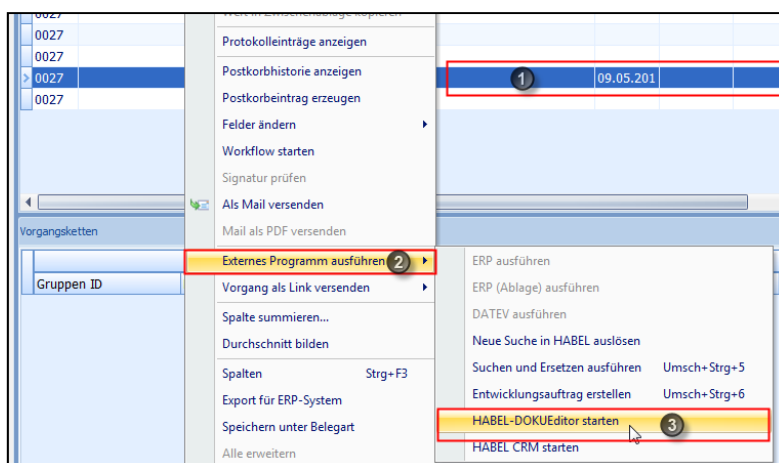 0027
Wert in Zwischenablage kopieren
0027
Protokolleinträge anzeigen
0027
Postkorbhistorie anzeigen
0027
1
09.05.201
0027
Postkorbeintrag erzeugen
Felder ändern
Workflow starten
Signatur prüfen
Als Mail versenden
Vorgangsketten
Mail als PDF versenden
Externes Programm ausführen 2
ERP ausführen
Gruppen ID
Vorgang als Link versenden
ERP (Ablage) ausführen
Spalte summieren...
DATEV ausführen
Durchschnitt bilden
Neue Suche in HABEL auslösen
Spalten Strg+F3
Suchen und Ersetzen ausführen Umsch+Strg+5
Export für ERP-System
Entwicklungsauftrag erstellen Umsch+Strg+6
Speichern unter Belegart
HABEL-DOKUEditor starten 3
Alle erweitern
HABEL CRM starten